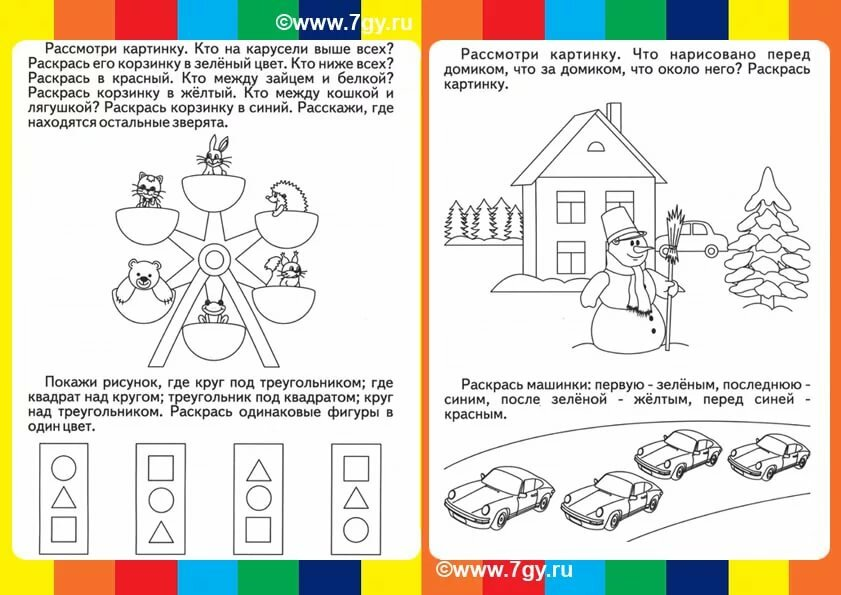 ©www.7gy.ru
Рассмотри картинку. Кто на карусели выше всех?
Раскрась его корзинку в зелёный цвет. Кто ниже всех?
Раскрась в красный. Кто между зайцем и белкой?
Раскрась корзинку в жёлтый. Кто между кошкой и
лягушкой? Раскрась корзинку в синий. Расскажи, где
находятся остальные зверята.
Покажи рисунок, где круг под треугольником; где
квадрат над кругом; треугольник под квадратом; круг
над треугольником. Раскрась одинаковые фигуры в
один цвет.
©www.7gy.ru
Рассмотри картинку. Что нарисовано перед
домиком, что за домиком, что около него? Раскрась
картинку.
Раскрась машинки: первую - зелёным, последнюю -
синим, после зелёной - жёлтым, перед синей -
красным.
©www.7gy.ru